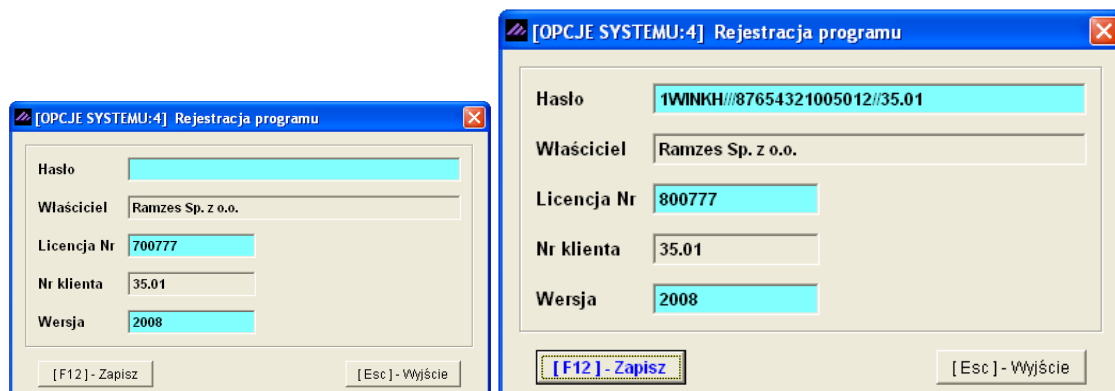 [OPCJE SYSTEMU:4] Rejestracja programu
Hasło
Właściciel Ramzes Sp. z o.o.
Licencja Nr 700777
Nr klienta 35.01
Wersja 2008
[F12] - Zapisz [Esc] - Wyjście
[OPCJE SYSTEMU:4] Rejestracja programu
Hasło 1WINKH///87654321005012//35.01
Właściciel Ramzes Sp. z o.o.
Licencja Nr 800777
Nr klienta 35.01
Wersja 2008
[F12] - Zapisz [Esc] - Wyjście